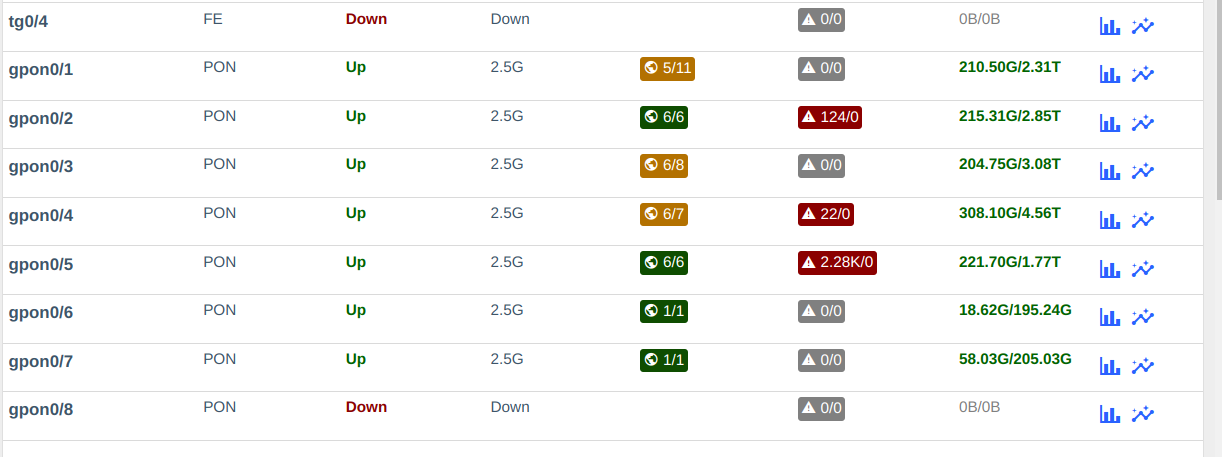 tg0/4 FE Down Down 0/0 0B/0B
gpon0/1 PON Up 2.5G 5/11 0/0 210.50G/2.31T
gpon0/2 PON Up 2.5G 6/6 124/0 215.31G/2.85T
gpon0/3 PON Up 2.5G 6/8 0/0 204.75G/3.08T
gpon0/4 PON Up 2.5G 6/7 22/0 308.10G/4.56T
gpon0/5 PON Up 2.5G 6/6 2.28K/0 221.70G/1.77T
gpon0/6 PON Up 2.5G 1/1 0/0 18.62G/195.24G
gpon0/7 PON Up 2.5G 1/1 0/0 58.03G/205.03G
gpon0/8 PON Down Down 0/0 0B/0B